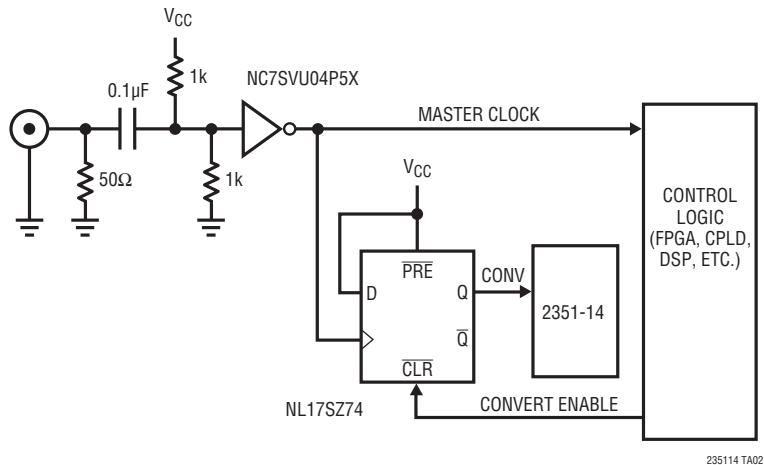 VCC
1k
0.1µF
NC7SVU04P5X
MASTER CLOCK
50Ω
1k
VCC
CONTROL
LOGIC
(FPGA, CPLD,
DSP, ETC.)
PRE
CONV
D
Q
2351-14
Q
CLR
NL17SZ74
CONVERT ENABLE
235114 TA02